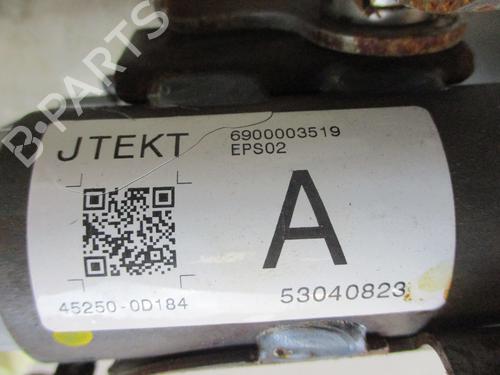 B-PARTS
JTEKT
6900003519
EPS02
A
45250-0D184
53040823